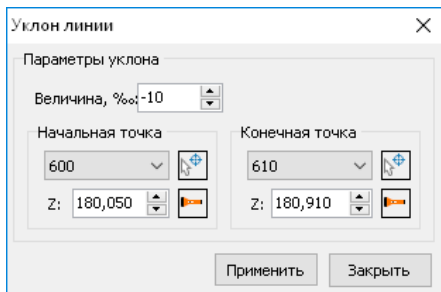 Уклон линии
Параметры уклона
Величина, ‰: -10
Начальная точка
Конечная точка
600
610
Z: 180,050
Z: 180,910
Применить
Закрыть